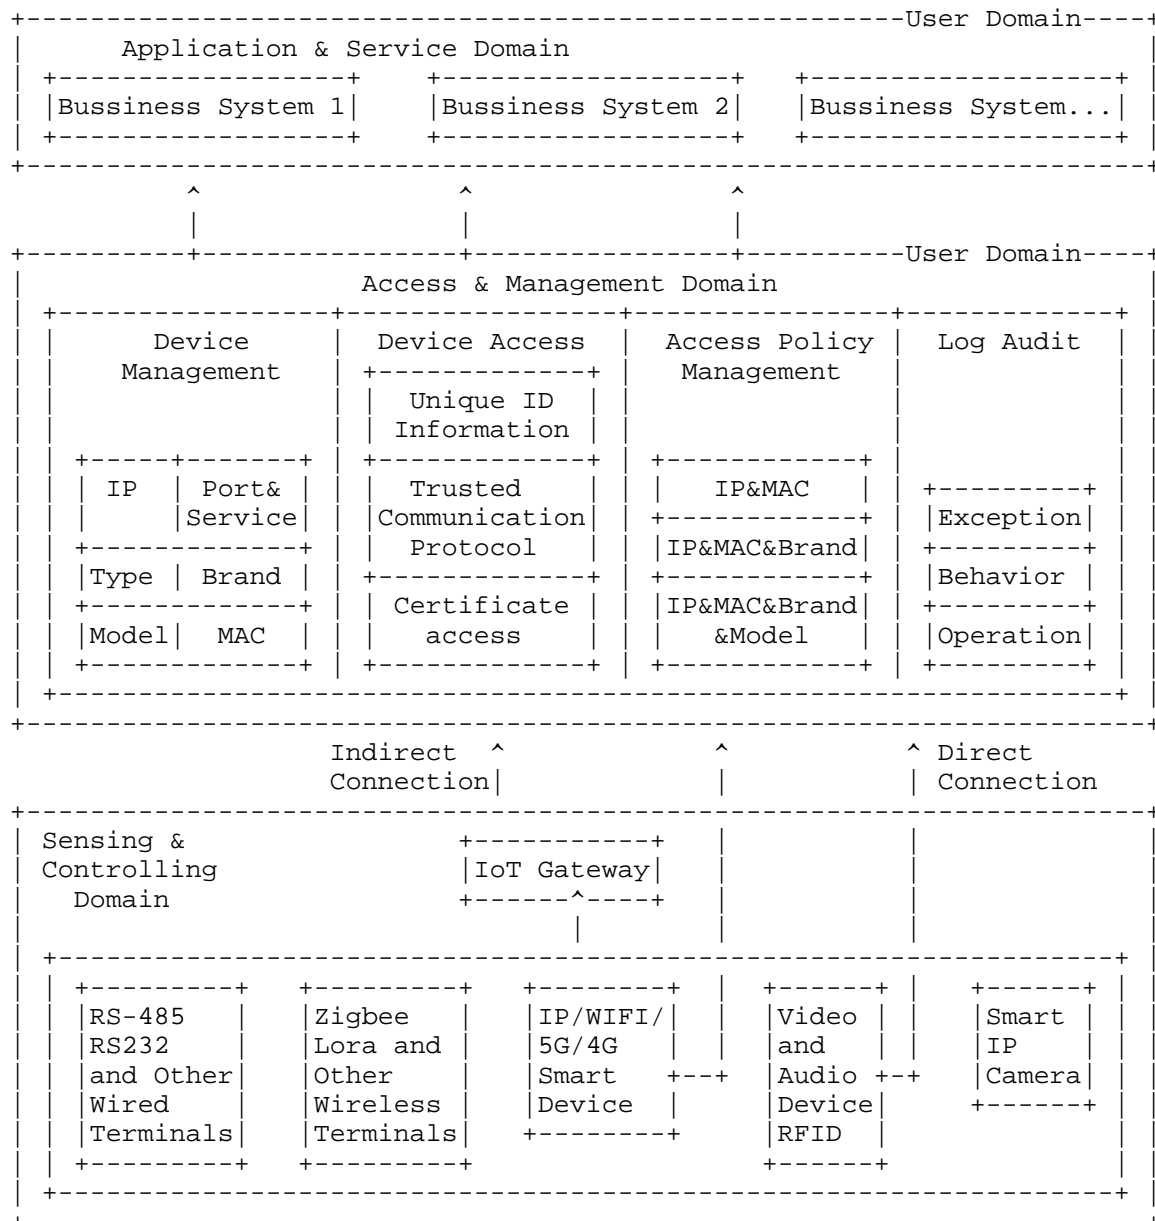 User Domain
Application & Service Domain
Bussiness System 1 Bussiness System 2 Bussiness System...
User Domain
Access & Management Domain
Device Device Access Access Policy Log Audit
Management Management
Unique ID
Information
IP Port& Trusted IP&MAC
Service Communication Exception
Protocol IP&MAC&Brand
Type Brand Behavior
Certificate IP&MAC&Brand
Model MAC access &Model Operation
Indirect Direct
Connection Connection
Sensing &
Controlling IoT Gateway
Domain
RS-485 Zigbee IP/WIFI/ Video Smart
RS232 Lora and 5G/4G and IP
and Other Other Smart Audio Camera
Wired Wireless Device Device
Terminals Terminals RFID